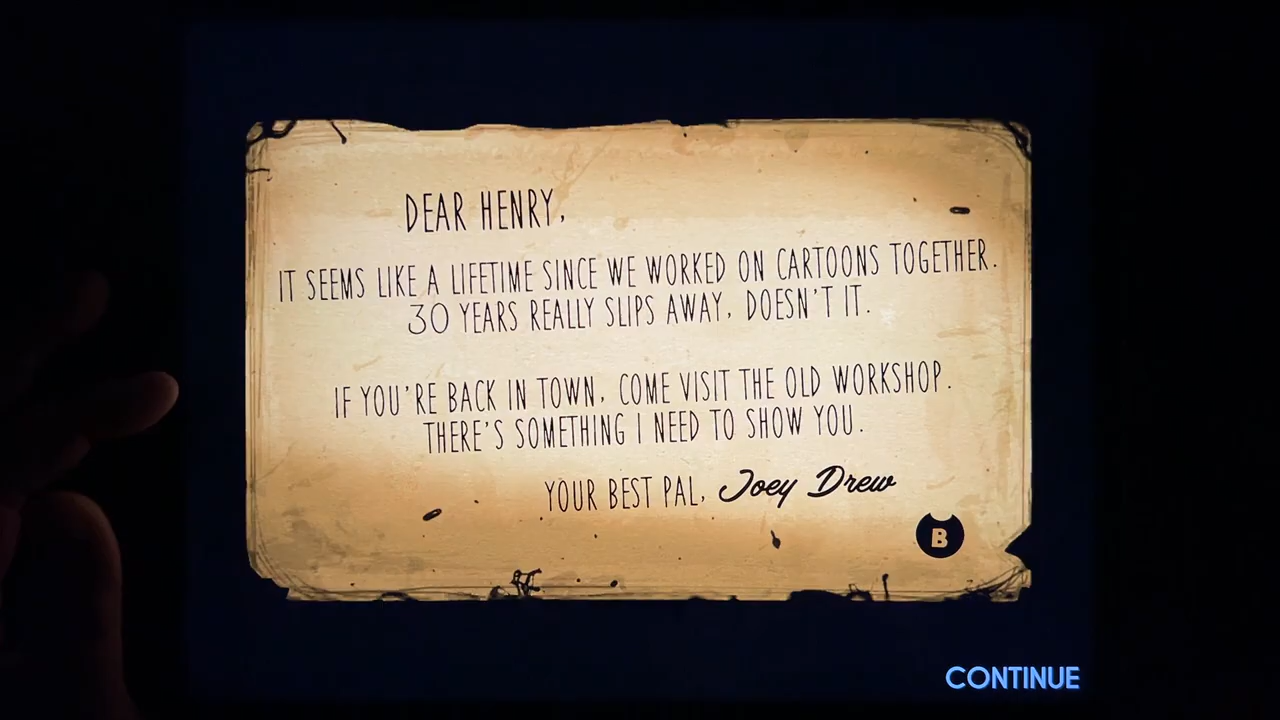 DEAR HENRY,
IT SEEMS LIKE A LIFETIME SINCE WE WORKED ON CARTOONS TOGETHER.
30 YEARS REALLY SLIPS AWAY, DOESN'T IT.
IF YOU'RE BACK IN TOWN, COME VISIT THE OLD WORKSHOP.
THERE'S SOMETHING I NEED TO SHOW YOU.
YOUR BEST PAL, Joey Drew
B
CONTINUE